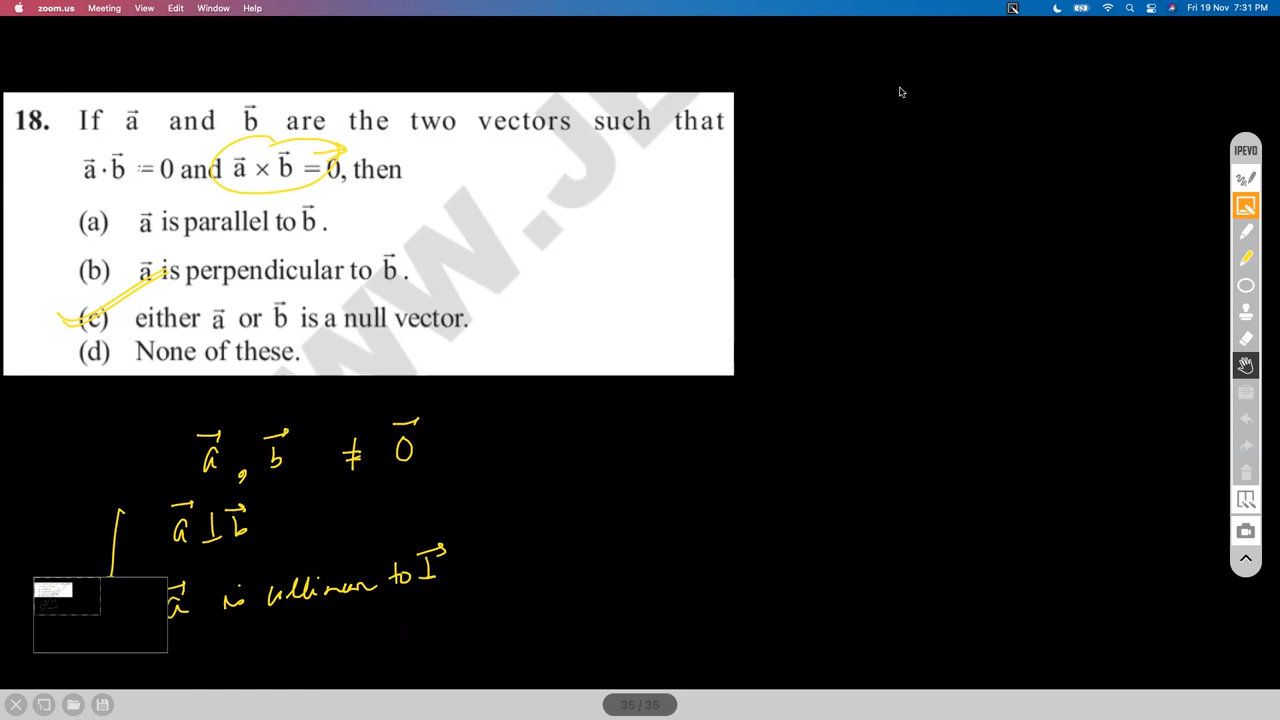 zoom.us Meeting View Edit Window Help Fri 19 Nov 7:31 PM
18. If a⃗ and b⃗ are the two vectors such that
a⃗ · b⃗ = 0 and a⃗ × b⃗ = 0, then
(a) a⃗ is parallel to b⃗ .
(b) a⃗ is perpendicular to b⃗ .
(c) either a⃗ or b⃗ is a null vector.
(d) None of these.
IPEVO
a⃗ , b⃗ ≠ 0⃗
a⃗ ⊥ b⃗
a⃗ is collinear to
35 / 35